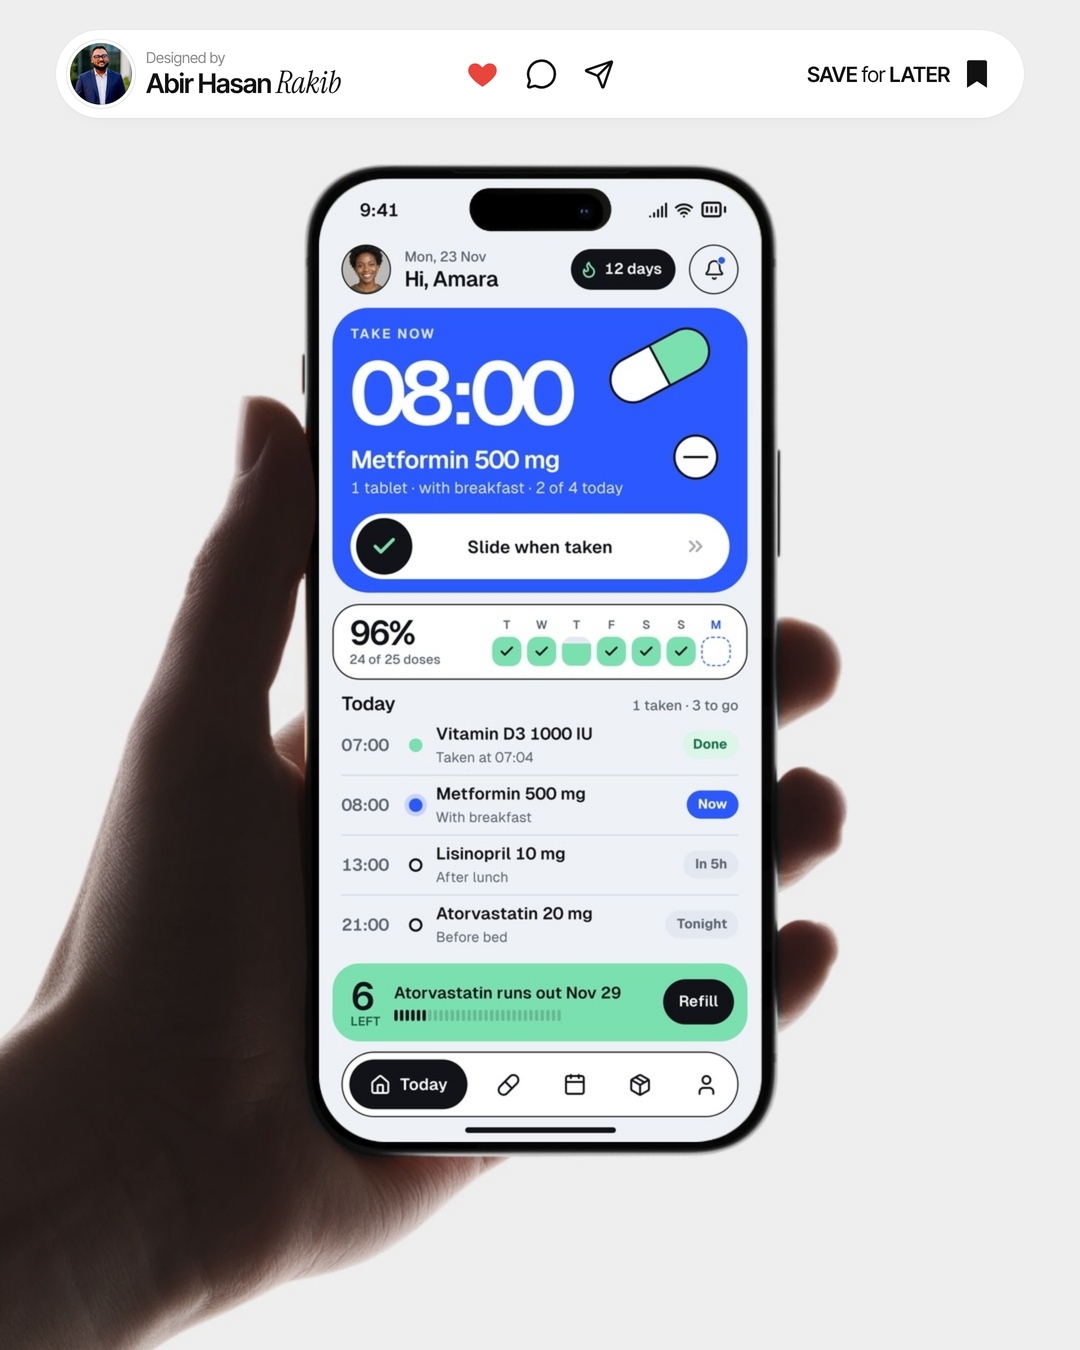 Designed by
Abir Hasan Rakib
SAVE for LATER
9:41
Mon, 23 Nov
Hi, Amara
12 days
TAKE NOW
08:00
Metformin 500 mg
1 tablet · with breakfast · 2 of 4 today
Slide when taken
96%
24 of 25 doses
T W T F S S M
Today
1 taken · 3 to go
07:00
Vitamin D3 1000 IU
Taken at 07:04
Done
08:00
Metformin 500 mg
With breakfast
Now
13:00
Lisinopril 10 mg
After lunch
In 5h
21:00
Atorvastatin 20 mg
Before bed
Tonight
6
LEFT
Atorvastatin runs out Nov 29
Refill
Today